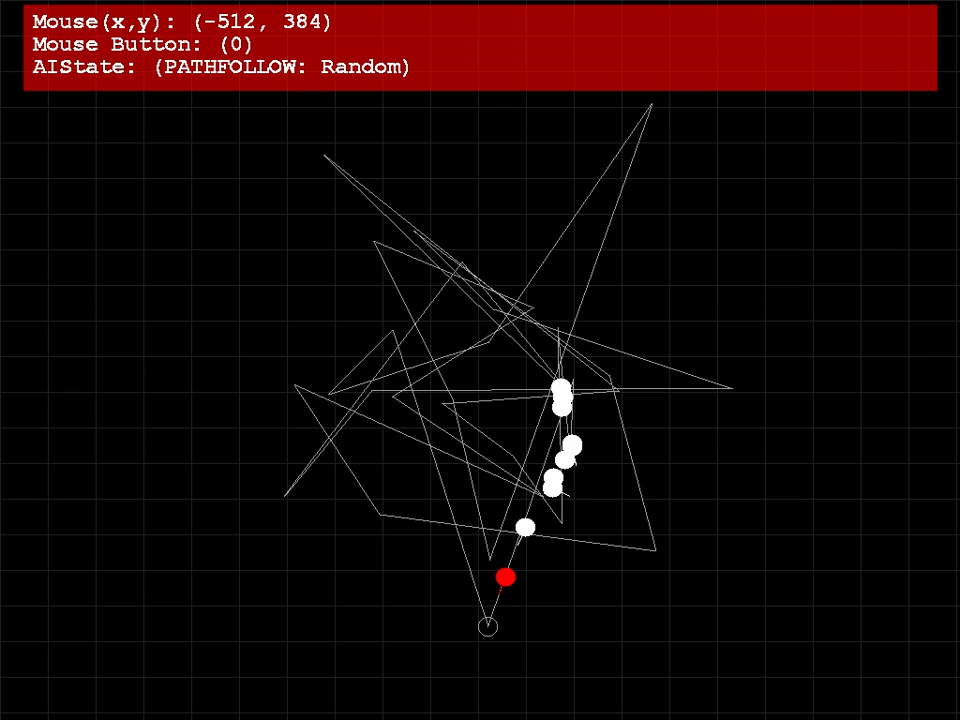 Mouse(x,y): (-512, 384)
Mouse Button: (0)
AIState: (PATHFOLLOW: Random)